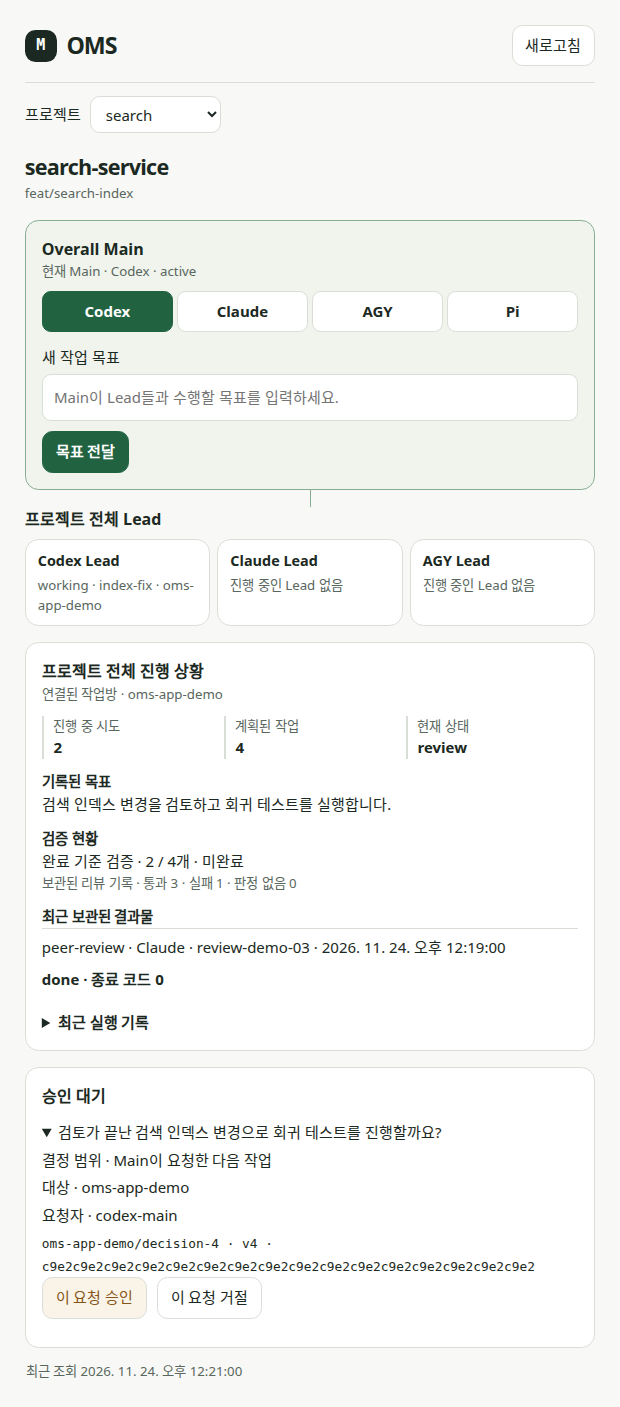 M OMS
새로고침
프로젝트 search
search-service
feat/search-index
Overall Main
현재 Main · Codex · active
Codex Claude AGY Pi
새 작업 목표
Main이 Lead들과 수행할 목표를 입력하세요.
목표 전달
프로젝트 전체 Lead
Codex Lead
working · index-fix · oms-
app-demo
Claude Lead
진행 중인 Lead 없음
AGY Lead
진행 중인 Lead 없음
프로젝트 전체 진행 상황
연결된 작업방 · oms-app-demo
진행 중 시도
2
계획된 작업
4
현재 상태
review
기록된 목표
검색 인덱스 변경을 검토하고 회귀 테스트를 실행합니다.
검증 현황
완료 기준 검증 · 2 / 4개 · 미완료
보관된 리뷰 기록 · 통과 3 · 실패 1 · 판정 없음 0
최근 보관된 결과물
peer-review · Claude · review-demo-03 · 2026. 11. 24. 오후 12:19:00
done · 종료 코드 0
▶ 최근 실행 기록
승인 대기
▼ 검토가 끝난 검색 인덱스 변경으로 회귀 테스트를 진행할까요?
결정 범위 · Main이 요청한 다음 작업
대상 · oms-app-demo
요청자 · codex-main
oms-app-demo/decision-4 · v4 ·
c9e2c9e2c9e2c9e2c9e2c9e2c9e2c9e2c9e2c9e2c9e2c9e2c9e2c9e2c9e2c9e2
이 요청 승인
이 요청 거절
최근 조회 2026. 11. 24. 오후 12:21:00